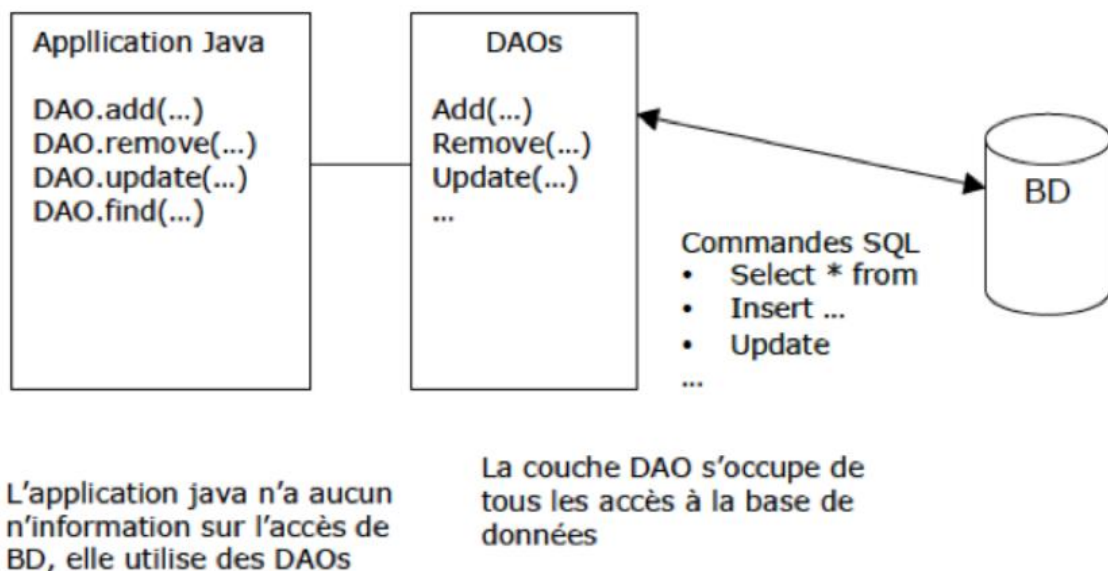 Appllication Java
DAO.add(...)
DAO.remove(...)
DAO.update(...)
DAO.find(...)
DAOs
Add(...)
Remove(...)
Update(...)
...
Commandes SQL
• Select * from
• Insert ...
• Update
...
BD
L'application java n'a aucun
n'information sur l'accès de
BD, elle utilise des DAOs
La couche DAO s'occupe de
tous les accès à la base de
données